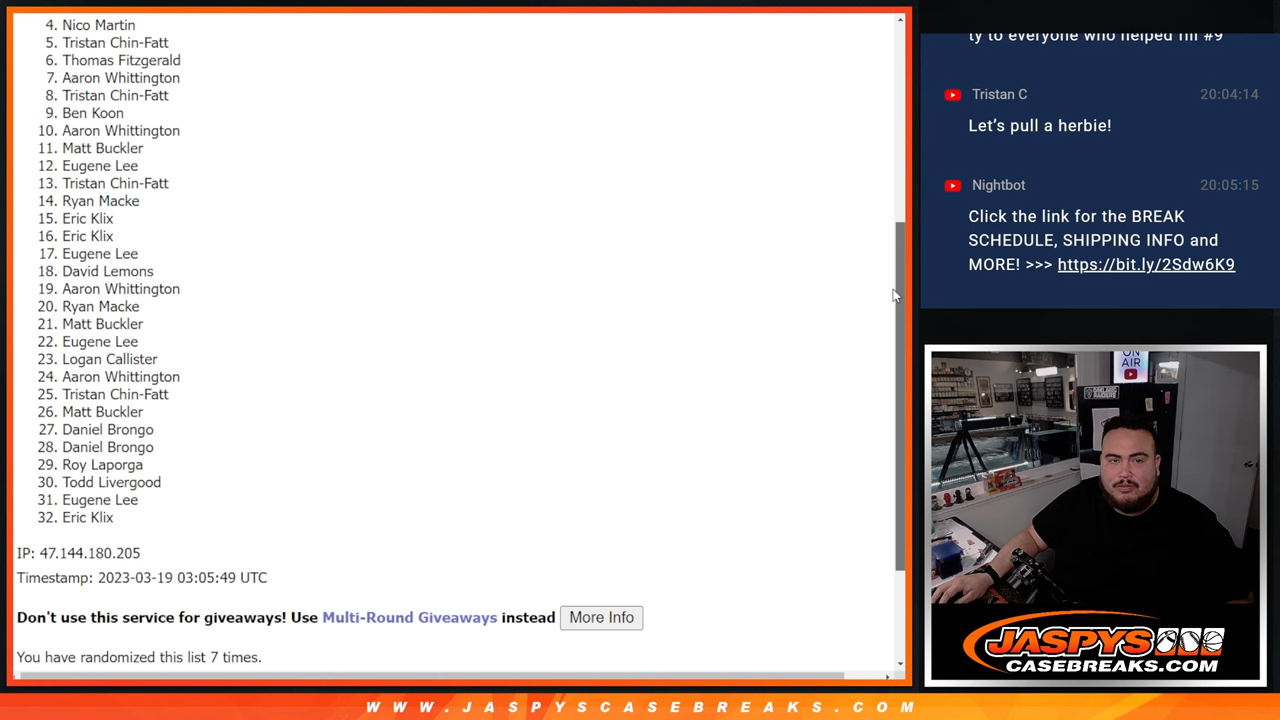 4. Nico Martin
5. Tristan Chin-Fatt
6. Thomas Fitzgerald
7. Aaron Whittington
8. Tristan Chin-Fatt
9. Ben Koon
10. Aaron Whittington
11. Matt Buckler
12. Eugene Lee
13. Tristan Chin-Fatt
14. Ryan Macke
15. Eric Klix
16. Eric Klix
17. Eugene Lee
18. David Lemons
19. Aaron Whittington
20. Ryan Macke
21. Matt Buckler
22. Eugene Lee
23. Logan Callister
24. Aaron Whittington
25. Tristan Chin-Fatt
26. Matt Buckler
27. Daniel Brongo
28. Daniel Brongo
29. Roy Laporga
30. Todd Livergood
31. Eugene Lee
32. Eric Klix
IP: 47.144.180.205
Timestamp: 2023-03-19 03:05:49 UTC
Don't use this service for giveaways! Use Multi-Round Giveaways instead More Info
You have randomized this list 7 times.
ty to everyone who helped fill #9
Tristan C 20:04:14
Let's pull a herbie!
Nightbot 20:05:15
Click the link for the BREAK
SCHEDULE, SHIPPING INFO and
MORE! >>> https://bit.ly/2Sdw6K9
ON
AIR
JASPYS
CASEBREAKS.COM
WWW.JASPYSCASEBREAKS.COM